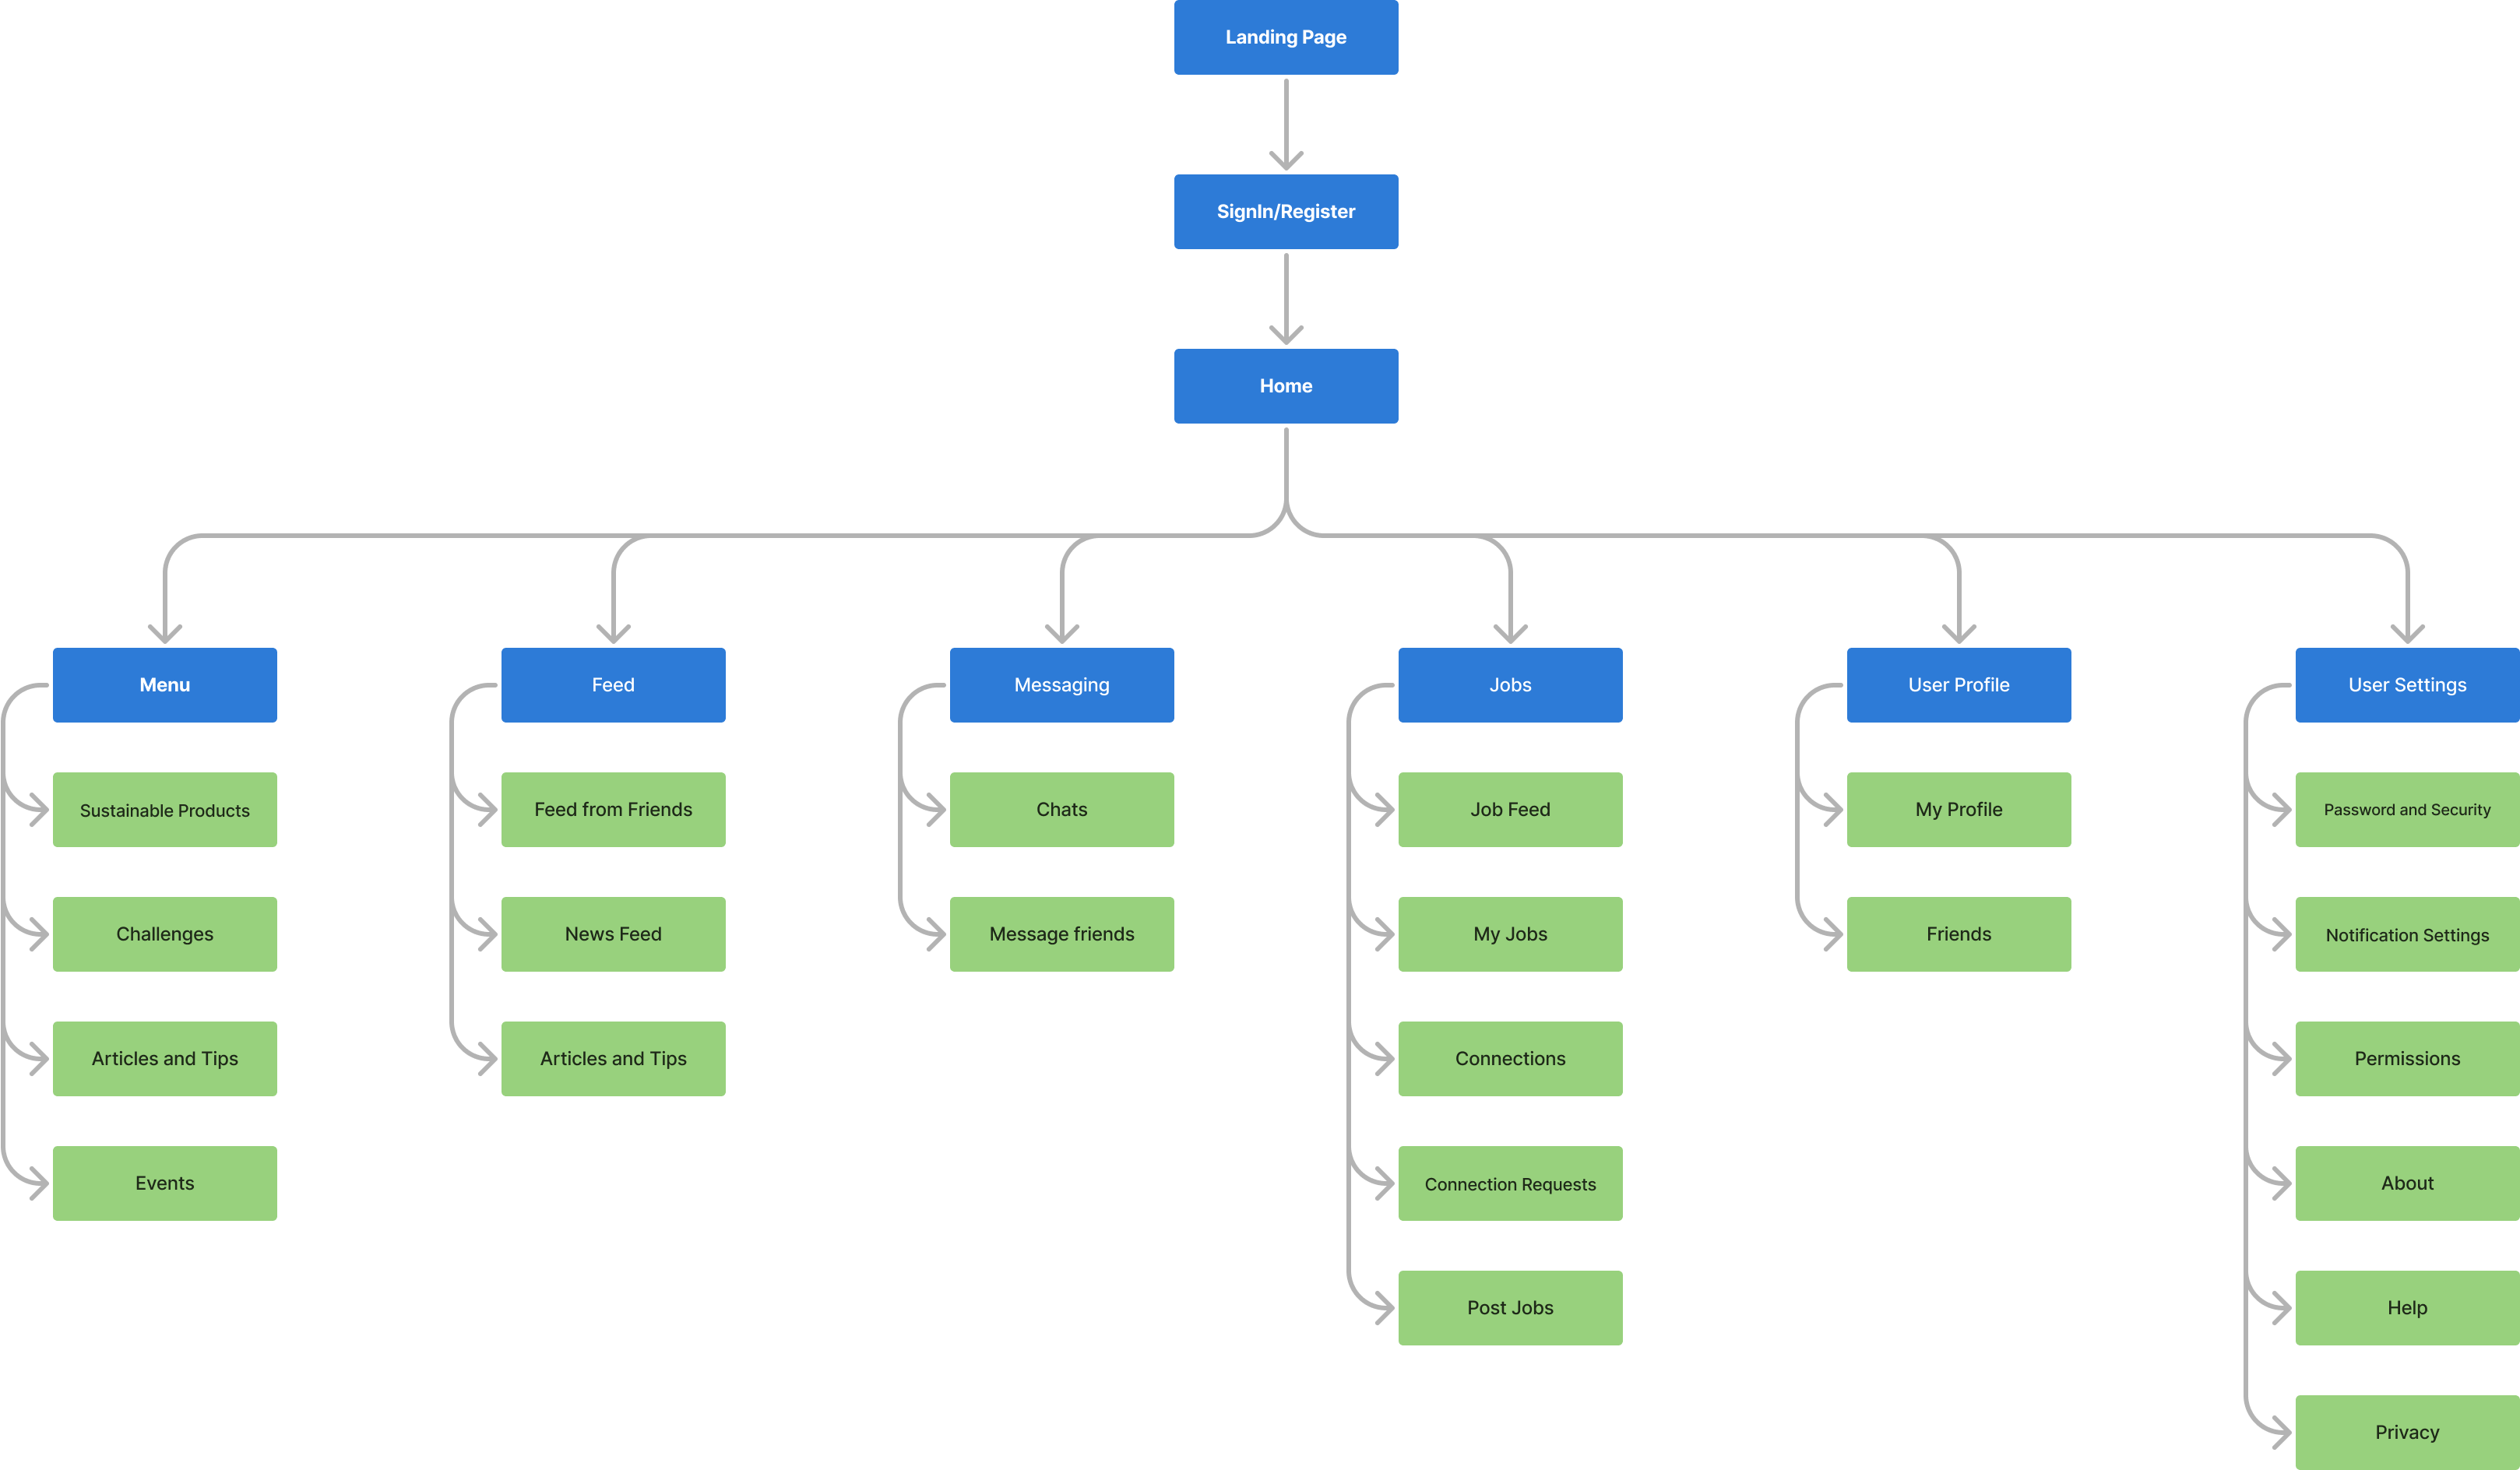 Landing Page
SignIn/Register
Home
Menu
Sustainable Products
Challenges
Articles and Tips
Events
Feed
Feed from Friends
News Feed
Articles and Tips
Messaging
Chats
Message friends
Jobs
Job Feed
My Jobs
Connections
Connection Requests
Post Jobs
User Profile
My Profile
Friends
User Settings
Password and Security
Notification Settings
Permissions
About
Help
Privacy